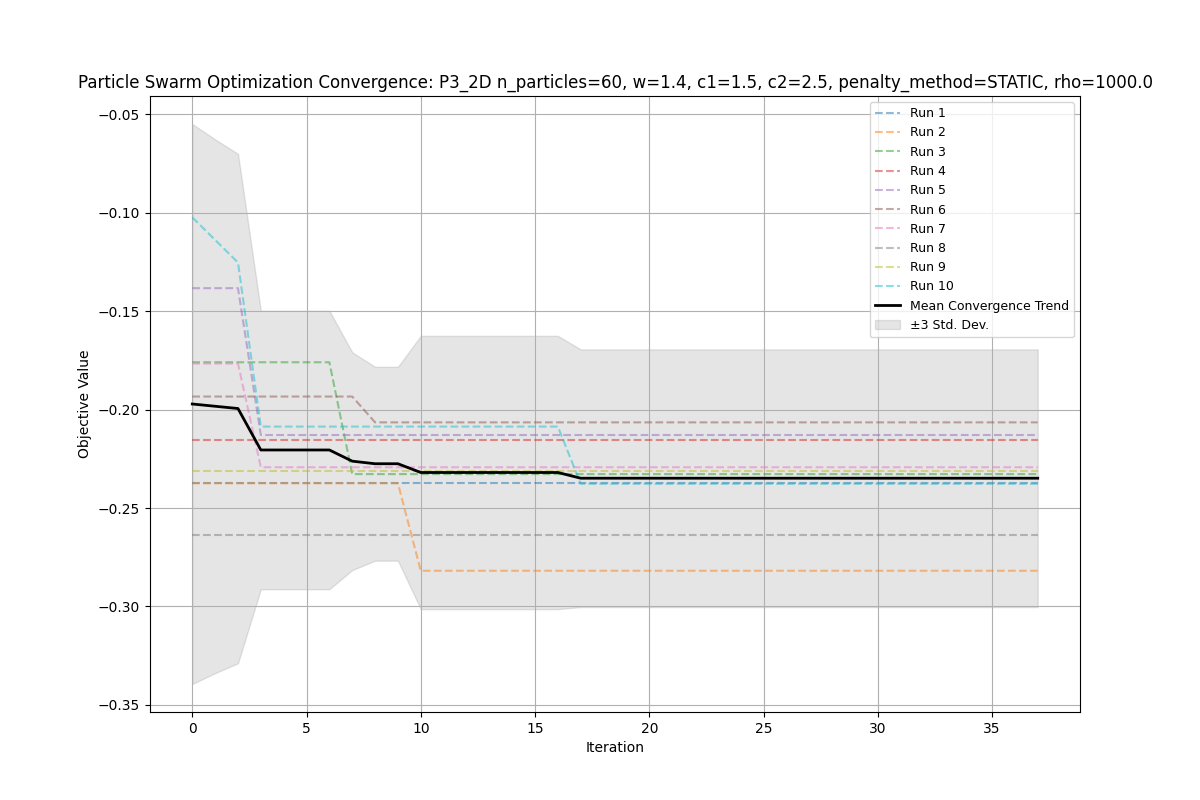 Particle Swarm Optimization Convergence: P3_2D n_particles=60, w=1.4, c1=1.5, c2=2.5, penalty_method=STATIC, rho=1000.0
Objective Value
−0.05
−0.10
−0.15
−0.20
−0.25
−0.30
−0.35
Run 1
Run 2
Run 3
Run 4
Run 5
Run 6
Run 7
Run 8
Run 9
Run 10
Mean Convergence Trend
±3 Std. Dev.
0 5 10 15 20 25 30 35
Iteration